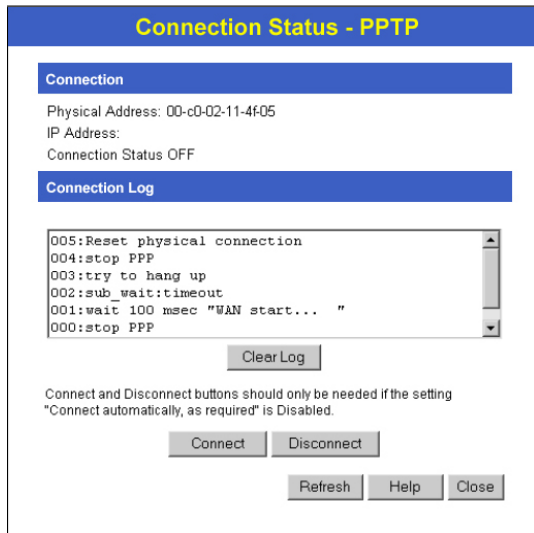 Connection Status - PPTP
Connection
Physical Address: 00-c0-02-11-4f-05
IP Address:
Connection Status OFF
Connection Log
005:Reset physical connection
004:stop PPP
003:try to hang up
002:sub_wait:timeout
001:wait 100 msec "WAN start...  "
000:stop PPP
Clear Log
Connect and Disconnect buttons should only be needed if the setting
"Connect automatically, as required" is Disabled.
Connect Disconnect
Refresh Help Close